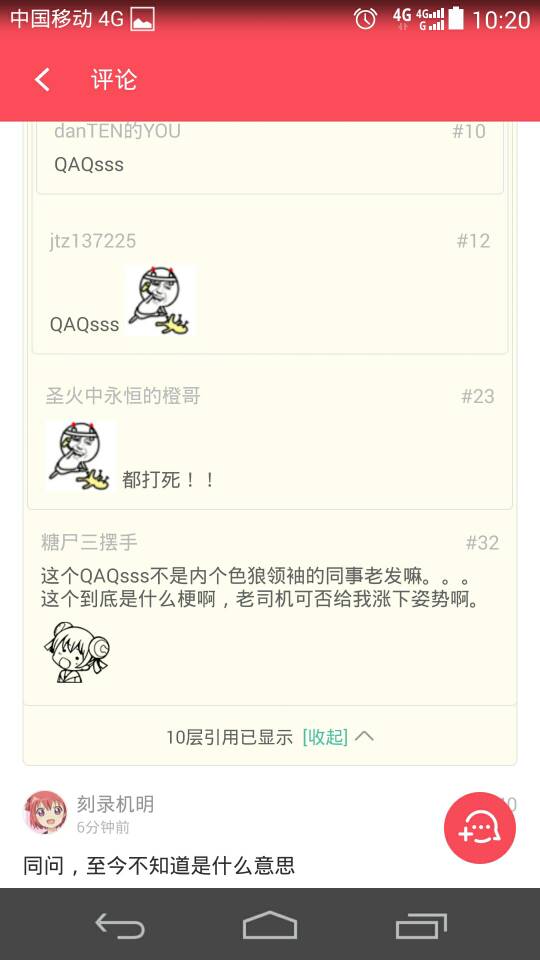 中国移动 4G
4G 4G G 10:20
评论
danTEN的YOU #10
QAQsss
jtz137225 #12
QAQsss
圣火中永恒的橙哥 #23
都打死！！
糖尸三摆手 #32
这个QAQsss不是内个色狼领袖的同事老发嘛。。。
这个到底是什么梗啊，老司机可否给我涨下姿势啊。
10层引用已显示 [收起]
刻录机明
6分钟前
同问，至今不知道是什么意思